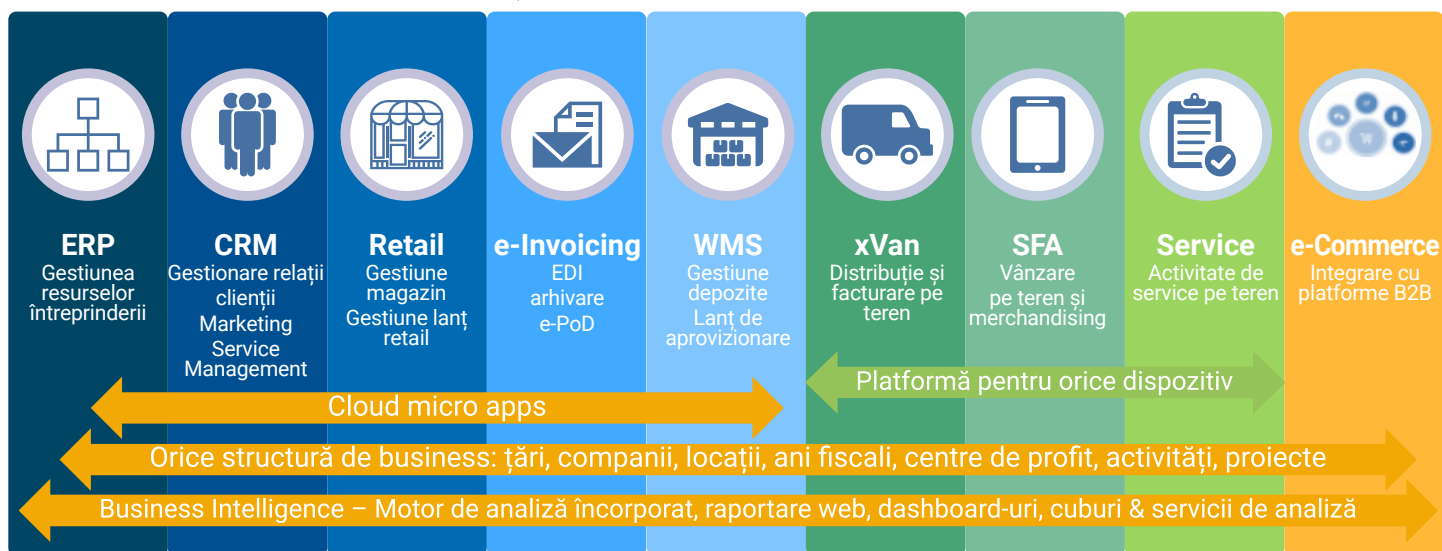 ERP
Gestiunea
resurselor
întreprinderii
CRM
Gestionare relații
clienții
Marketing
Service
Management
Retail
Gestiune
magazin
Gestiune lanț
retail
e-Invoicing
EDI
arhivare
e-PoD
WMS
Gestiune
depozite
Lanț de
aprovizionare
xVan
Distribuție și
facturare pe
teren
SFA
Vânzare
pe teren și
merchandising
Service
Activitate de
service pe teren
e-Commerce
Integrare cu
platforme B2B
Platformă pentru orice dispozitiv
Cloud micro apps
Orice structură de business: țări, companii, locații, ani fiscali, centre de profit, activități, proiecte
Business Intelligence – Motor de analiză încorporat, raportare web, dashboard-uri, cuburi & servicii de analiză